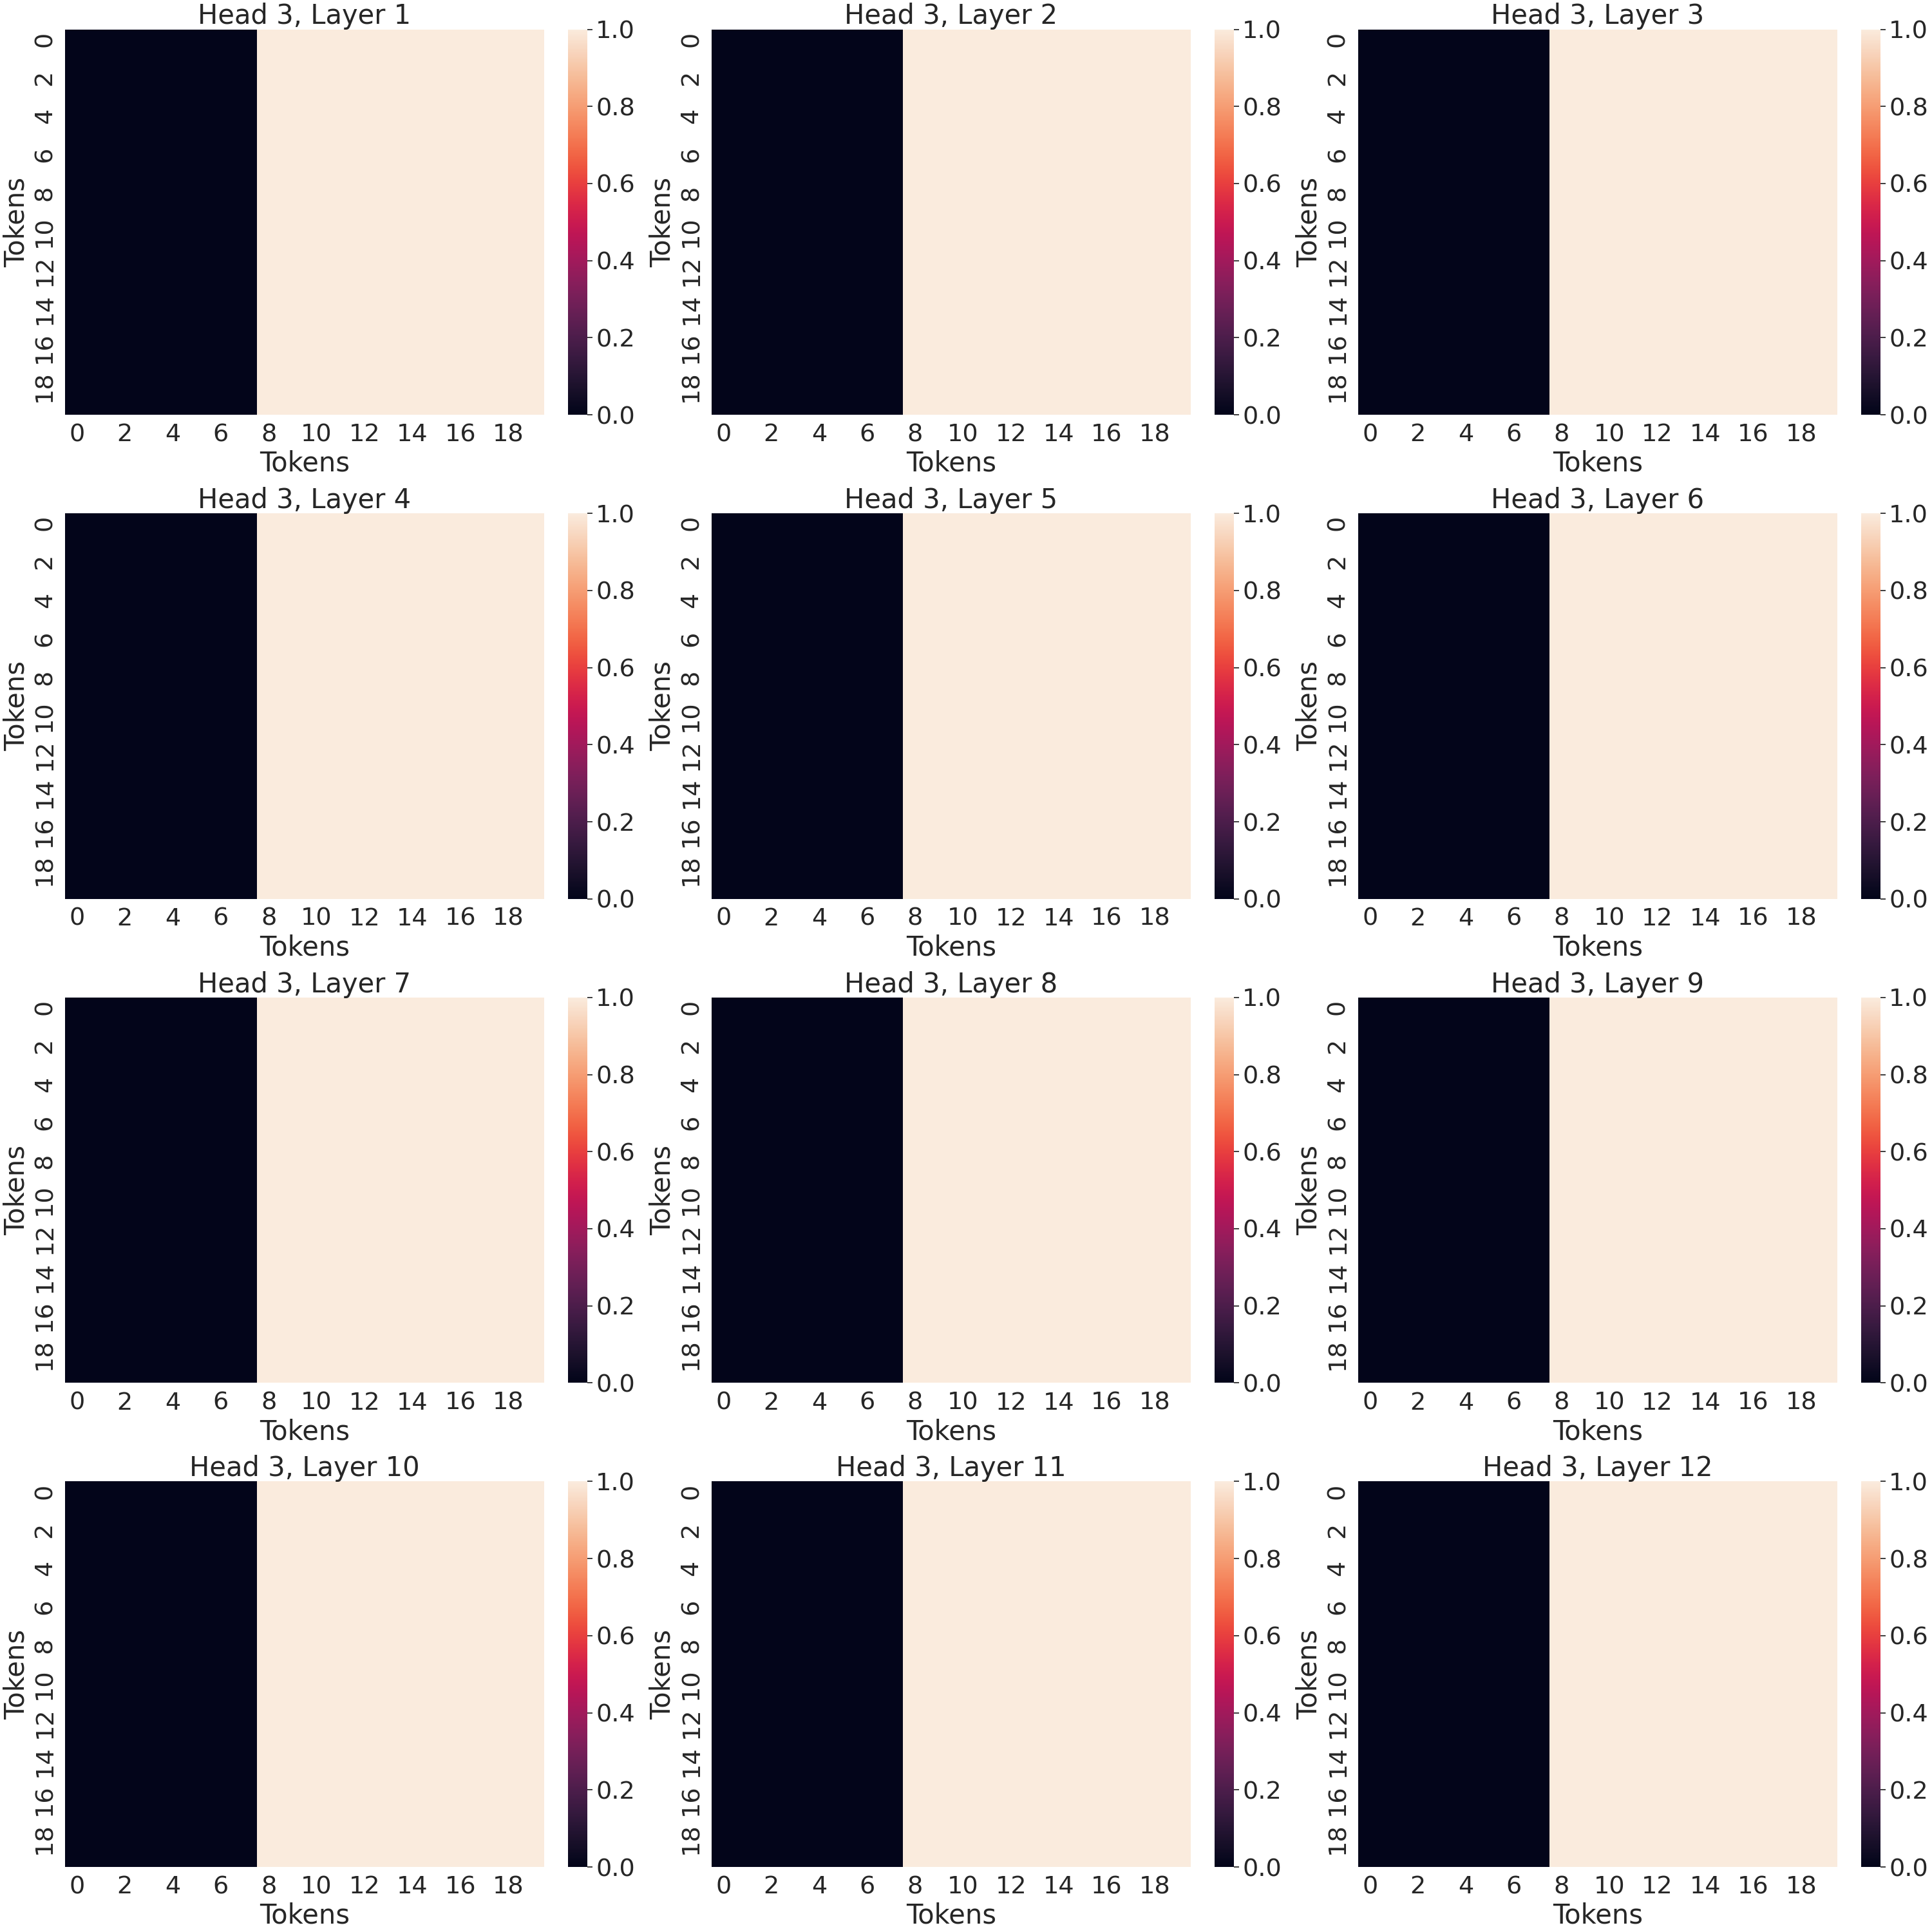 Head 3, Layer 1
Head 3, Layer 2
Head 3, Layer 3
0 2 4 6 8 10 12 14 16 18
Tokens
0 2 4 6 8 10 12 14 16 18
Tokens
1.0 0.8 0.6 0.4 0.2 0.0
0 2 4 6 8 10 12 14 16 18
Tokens
0 2 4 6 8 10 12 14 16 18
Tokens
1.0 0.8 0.6 0.4 0.2 0.0
0 2 4 6 8 10 12 14 16 18
Tokens
0 2 4 6 8 10 12 14 16 18
Tokens
1.0 0.8 0.6 0.4 0.2 0.0
Head 3, Layer 4
Head 3, Layer 5
Head 3, Layer 6
0 2 4 6 8 10 12 14 16 18
Tokens
0 2 4 6 8 10 12 14 16 18
Tokens
1.0 0.8 0.6 0.4 0.2 0.0
0 2 4 6 8 10 12 14 16 18
Tokens
0 2 4 6 8 10 12 14 16 18
Tokens
1.0 0.8 0.6 0.4 0.2 0.0
0 2 4 6 8 10 12 14 16 18
Tokens
0 2 4 6 8 10 12 14 16 18
Tokens
1.0 0.8 0.6 0.4 0.2 0.0
Head 3, Layer 7
Head 3, Layer 8
Head 3, Layer 9
0 2 4 6 8 10 12 14 16 18
Tokens
0 2 4 6 8 10 12 14 16 18
Tokens
1.0 0.8 0.6 0.4 0.2 0.0
0 2 4 6 8 10 12 14 16 18
Tokens
0 2 4 6 8 10 12 14 16 18
Tokens
1.0 0.8 0.6 0.4 0.2 0.0
0 2 4 6 8 10 12 14 16 18
Tokens
0 2 4 6 8 10 12 14 16 18
Tokens
1.0 0.8 0.6 0.4 0.2 0.0
Head 3, Layer 10
Head 3, Layer 11
Head 3, Layer 12
0 2 4 6 8 10 12 14 16 18
Tokens
0 2 4 6 8 10 12 14 16 18
Tokens
1.0 0.8 0.6 0.4 0.2 0.0
0 2 4 6 8 10 12 14 16 18
Tokens
0 2 4 6 8 10 12 14 16 18
Tokens
1.0 0.8 0.6 0.4 0.2 0.0
0 2 4 6 8 10 12 14 16 18
Tokens
0 2 4 6 8 10 12 14 16 18
Tokens
1.0 0.8 0.6 0.4 0.2 0.0